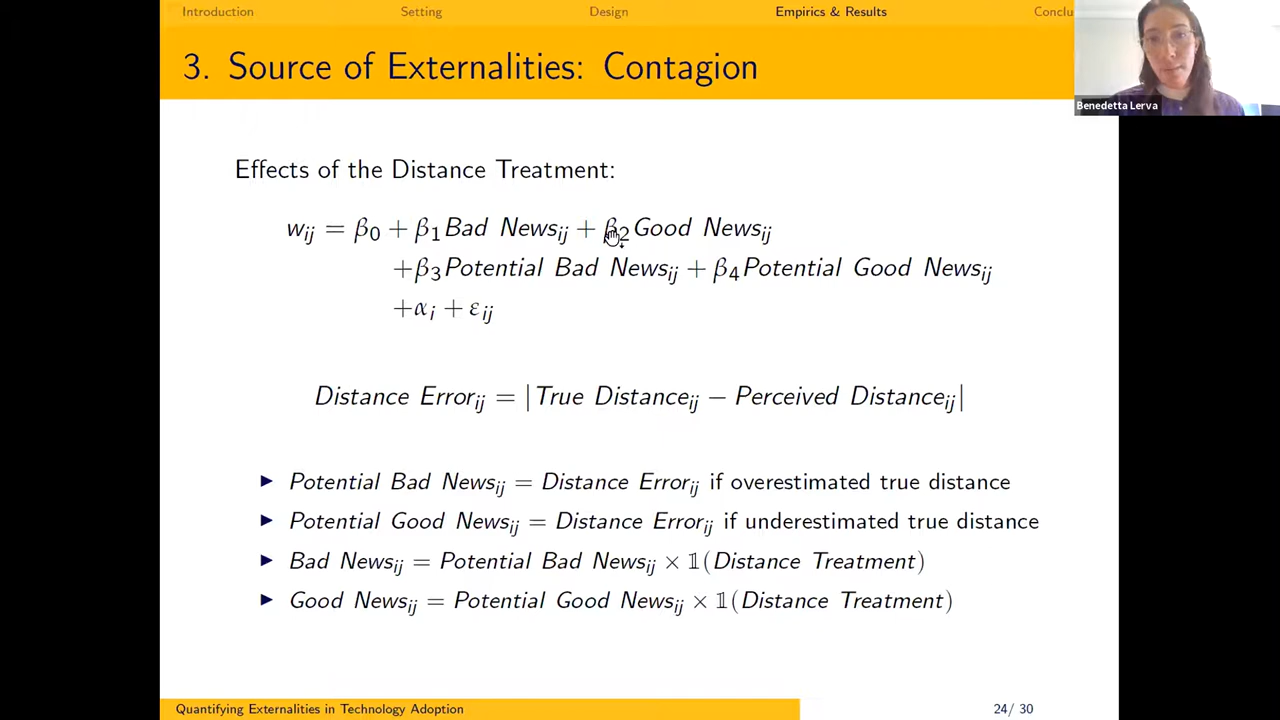 Introduction Setting Design Empirics & Results Conclu
Benedetta Lerva
3. Source of Externalities: Contagion
Effects of the Distance Treatment:
w_ij = β_0 + β_1 Bad News_ij + β_2 Good News_ij
+β_3 Potential Bad News_ij + β_4 Potential Good News_ij
+α_i + ε_ij
Distance Error_ij = |True Distance_ij − Perceived Distance_ij|
▶ Potential Bad News_ij = Distance Error_ij if overestimated true distance
▶ Potential Good News_ij = Distance Error_ij if underestimated true distance
▶ Bad News_ij = Potential Bad News_ij × 𝟙(Distance Treatment)
▶ Good News_ij = Potential Good News_ij × 𝟙(Distance Treatment)
Quantifying Externalities in Technology Adoption 24/ 30